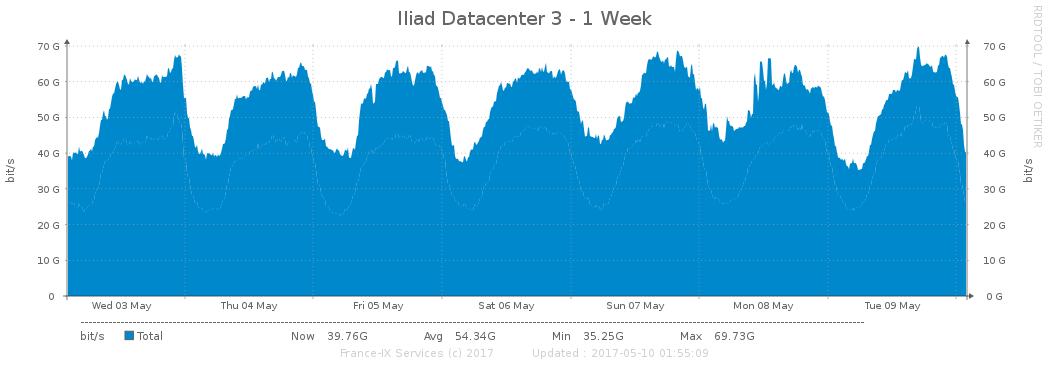 Iliad Datacenter 3 - 1 Week
RRDTOOL / TOBI OETIKER
bit/s
70 G
60 G
50 G
40 G
30 G
20 G
10 G
0
70 G
60 G
50 G
40 G
30 G
20 G
10 G
0 G
bit/s
Wed 03 May Thu 04 May Fri 05 May Sat 06 May Sun 07 May Mon 08 May Tue 09 May
bit/s Total Now 39.76G Avg 54.34G Min 35.25G Max 69.73G
France-IX Services (c) 2017 Updated : 2017-05-10 01:55:09